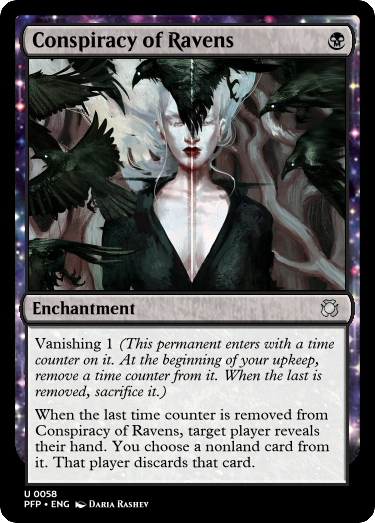 Conspiracy of Ravens
Enchantment
Vanishing 1 (This permanent enters with a time
counter on it. At the beginning of your upkeep,
remove a time counter from it. When the last is
removed, sacrifice it.)
When the last time counter is removed from
Conspiracy of Ravens, target player reveals
their hand. You choose a nonland card from
it. That player discards that card.
U 0058
PFP • ENG Daria Rashev